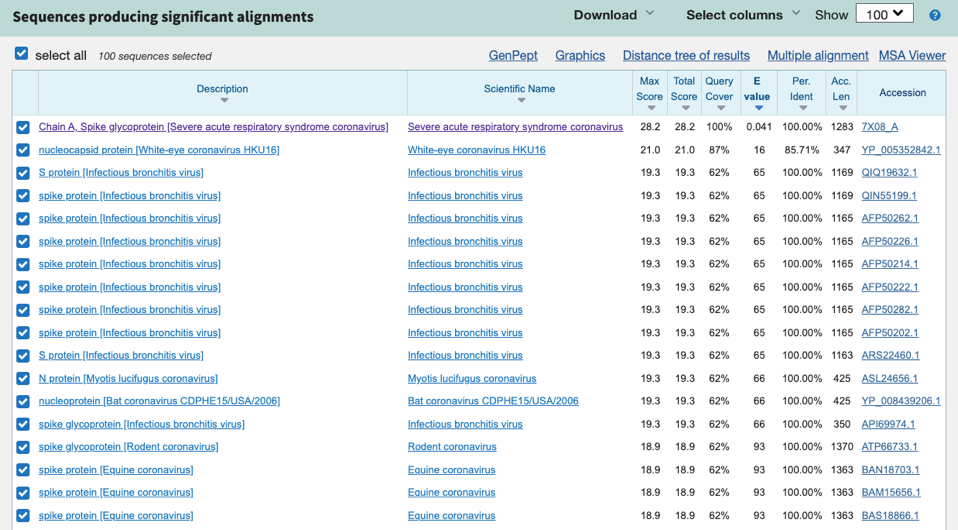 Sequences producing significant alignments Download Select columns Show 100 ?
select all 100 sequences selected GenPept Graphics Distance tree of results Multiple alignment MSA Viewer
Description Scientific Name Max Score Total Score Query Cover E value Per. Ident Acc. Len Accession
Chain A, Spike glycoprotein [Severe acute respiratory syndrome coronavirus] Severe acute respiratory syndrome coronavirus 28.2 28.2 100% 0.041 100.00% 1283 7X08_A
nucleocapsid protein [White-eye coronavirus HKU16] White-eye coronavirus HKU16 21.0 21.0 87% 16 85.71% 347 YP_005352842.1
S protein [Infectious bronchitis virus] Infectious bronchitis virus 19.3 19.3 62% 65 100.00% 1169 QIQ19632.1
spike protein [Infectious bronchitis virus] Infectious bronchitis virus 19.3 19.3 62% 65 100.00% 1169 QIN55199.1
spike protein [Infectious bronchitis virus] Infectious bronchitis virus 19.3 19.3 62% 65 100.00% 1165 AFP50262.1
spike protein [Infectious bronchitis virus] Infectious bronchitis virus 19.3 19.3 62% 65 100.00% 1165 AFP50226.1
spike protein [Infectious bronchitis virus] Infectious bronchitis virus 19.3 19.3 62% 65 100.00% 1165 AFP50214.1
spike protein [Infectious bronchitis virus] Infectious bronchitis virus 19.3 19.3 62% 65 100.00% 1165 AFP50222.1
spike protein [Infectious bronchitis virus] Infectious bronchitis virus 19.3 19.3 62% 65 100.00% 1165 AFP50282.1
spike protein [Infectious bronchitis virus] Infectious bronchitis virus 19.3 19.3 62% 65 100.00% 1165 AFP50202.1
S protein [Infectious bronchitis virus] Infectious bronchitis virus 19.3 19.3 62% 65 100.00% 1163 ARS22460.1
N protein [Myotis lucifugus coronavirus] Myotis lucifugus coronavirus 19.3 19.3 62% 66 100.00% 425 ASL24656.1
nucleoprotein [Bat coronavirus CDPHE15/USA/2006] Bat coronavirus CDPHE15/USA/2006 19.3 19.3 62% 66 100.00% 425 YP_008439206.1
spike glycoprotein [Infectious bronchitis virus] Infectious bronchitis virus 19.3 19.3 62% 66 100.00% 350 API69974.1
spike glycoprotein [Rodent coronavirus] Rodent coronavirus 18.9 18.9 62% 93 100.00% 1370 ATP66733.1
spike protein [Equine coronavirus] Equine coronavirus 18.9 18.9 62% 93 100.00% 1363 BAN18703.1
spike protein [Equine coronavirus] Equine coronavirus 18.9 18.9 62% 93 100.00% 1363 BAM15656.1
spike protein [Equine coronavirus] Equine coronavirus 18.9 18.9 62% 93 100.00% 1363 BAS18866.1